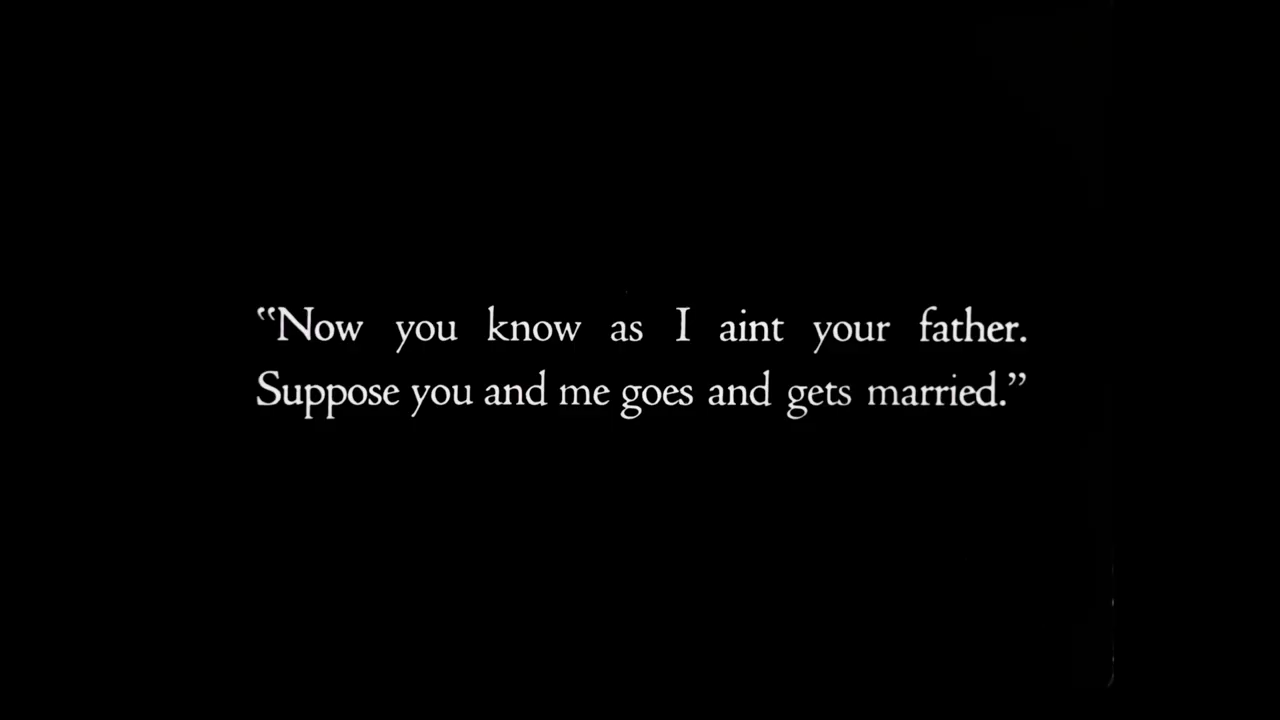 “Now you know as I aint your father.
Suppose you and me goes and gets married.”